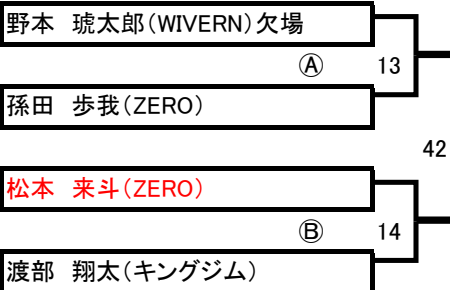 野本　琥太郎（WIVERN）欠場
Ⓐ 13
孫田　歩我（ZERO）
42
松本　来斗（ZERO）
Ⓑ 14
渡部　翔太（キングジム）